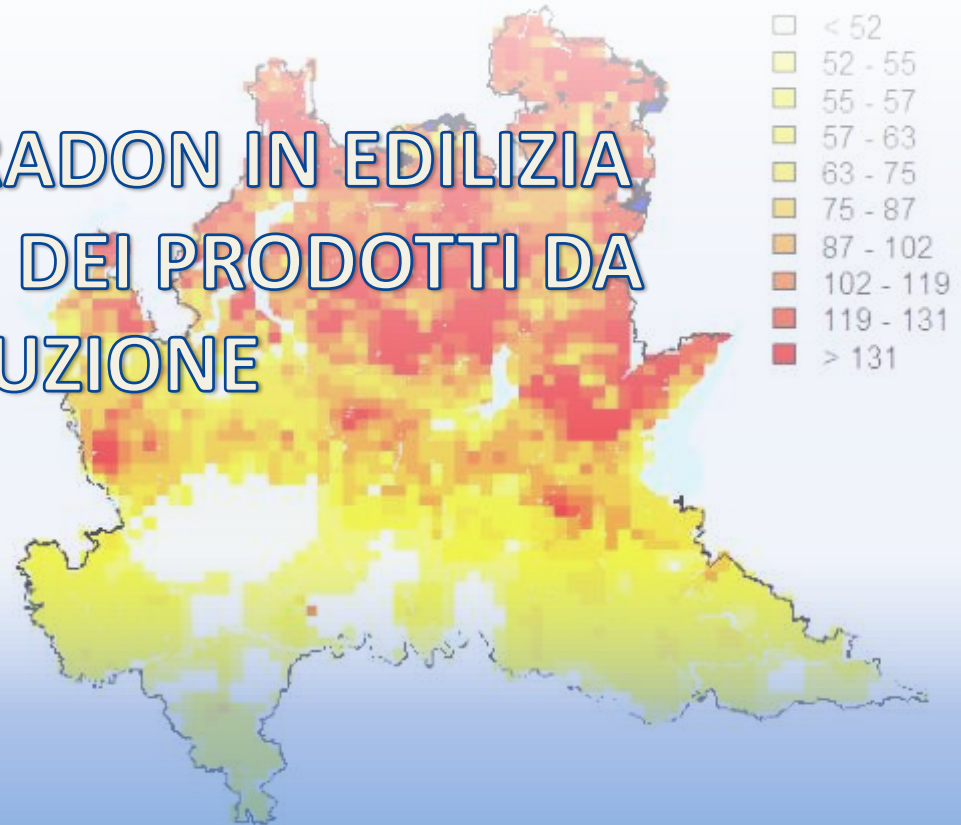 RADON IN EDILIZIA
DEI PRODOTTI DA
UZIONE
< 52
52 - 55
55 - 57
57 - 63
63 - 75
75 - 87
87 - 102
102 - 119
119 - 131
> 131